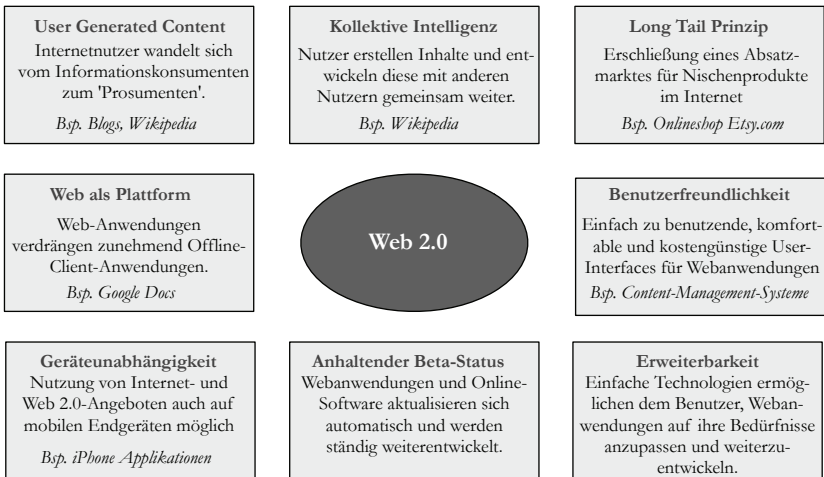 User Generated Content
Internetnutzer wandelt sich
vom Informationskonsumenten
zum 'Prosumenten'.
Bsp. Blogs, Wikipedia
Kollektive Intelligenz
Nutzer erstellen Inhalte und ent-
wickeln diese mit anderen
Nutzern gemeinsam weiter.
Bsp. Wikipedia
Long Tail Prinzip
Erschließung eines Absatz-
marktes für Nischenprodukte
im Internet
Bsp. Onlineshop Etsy.com
Web als Plattform
Web-Anwendungen
verdrängen zunehmend Offline-
Client-Anwendungen.
Bsp. Google Docs
Web 2.0
Benutzerfreundlichkeit
Einfach zu benutzende, komfort-
able und kostengünstige User-
Interfaces für Webanwendungen
Bsp. Content-Management-Systeme
Geräteunabhängigkeit
Nutzung von Internet- und
Web 2.0-Angeboten auch auf
mobilen Endgeräten möglich
Bsp. iPhone Applikationen
Anhaltender Beta-Status
Webanwendungen und Online-
Software aktualisieren sich
automatisch und werden
ständig weiterentwickelt.
Erweiterbarkeit
Einfache Technologien ermög-
lichen dem Benutzer, Weban-
wendungen auf ihre Bedürfnisse
anzupassen und weiterzu-
entwickeln.